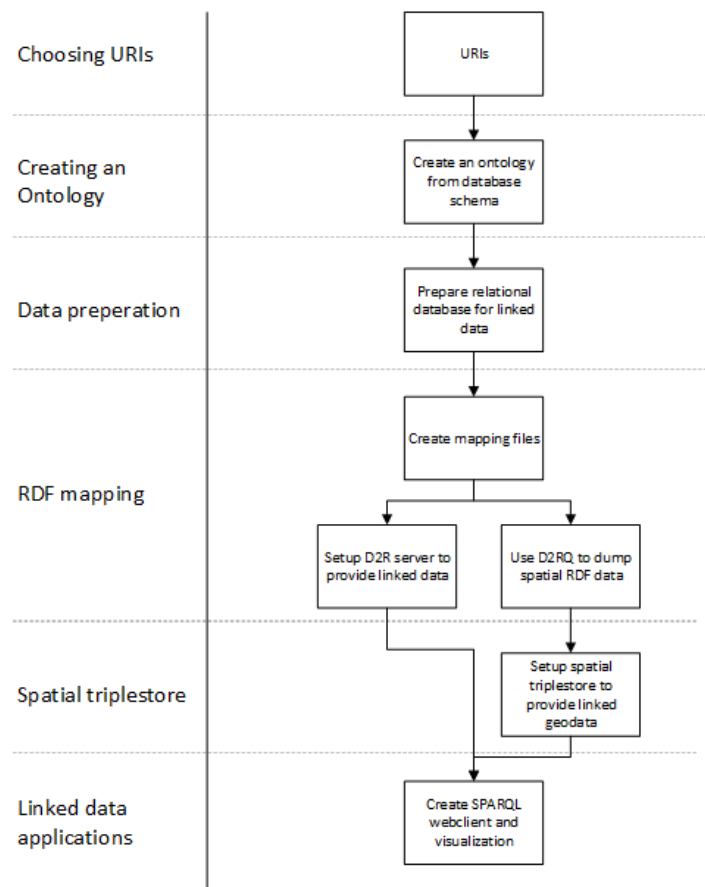 Choosing URIs
URIs
Creating an
Ontology
Create an ontology
from database
schema
Data preperation
Prepare relational
database for linked
data
RDF mapping
Create mapping files
Setup D2R server to
provide linked data
Use D2RQ to dump
spatial RDF data
Spatial triplestore
Setup spatial
triplestore to
provide linked
geodata
Linked data
applications
Create SPARQL
webclient and
visualization